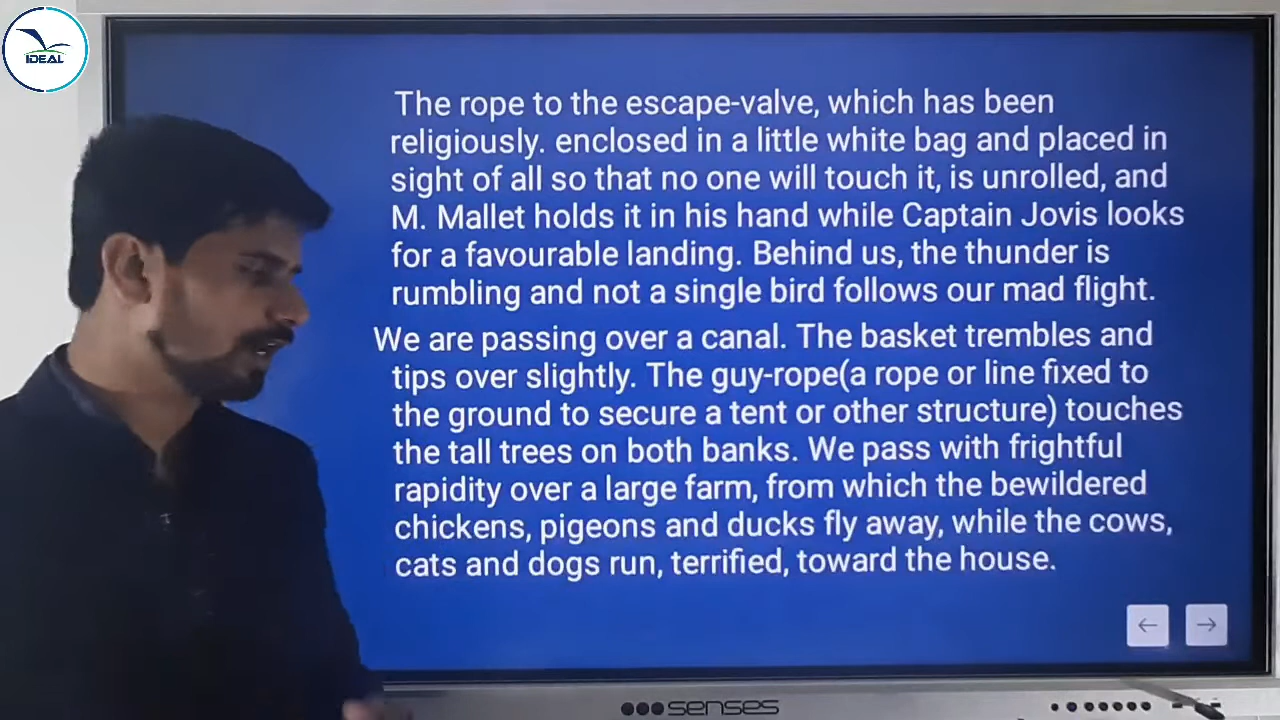 IDEAL
The rope to the escape-valve, which has been
religiously. enclosed in a little white bag and placed in
sight of all so that no one will touch it, is unrolled, and
M. Mallet holds it in his hand while Captain Jovis looks
for a favourable landing. Behind us, the thunder is
rumbling and not a single bird follows our mad flight.
We are passing over a canal. The basket trembles and
tips over slightly. The guy-rope(a rope or line fixed to
the ground to secure a tent or other structure) touches
the tall trees on both banks. We pass with frightful
rapidity over a large farm, from which the bewildered
chickens, pigeons and ducks fly away, while the cows,
cats and dogs run, terrified, toward the house.
senses